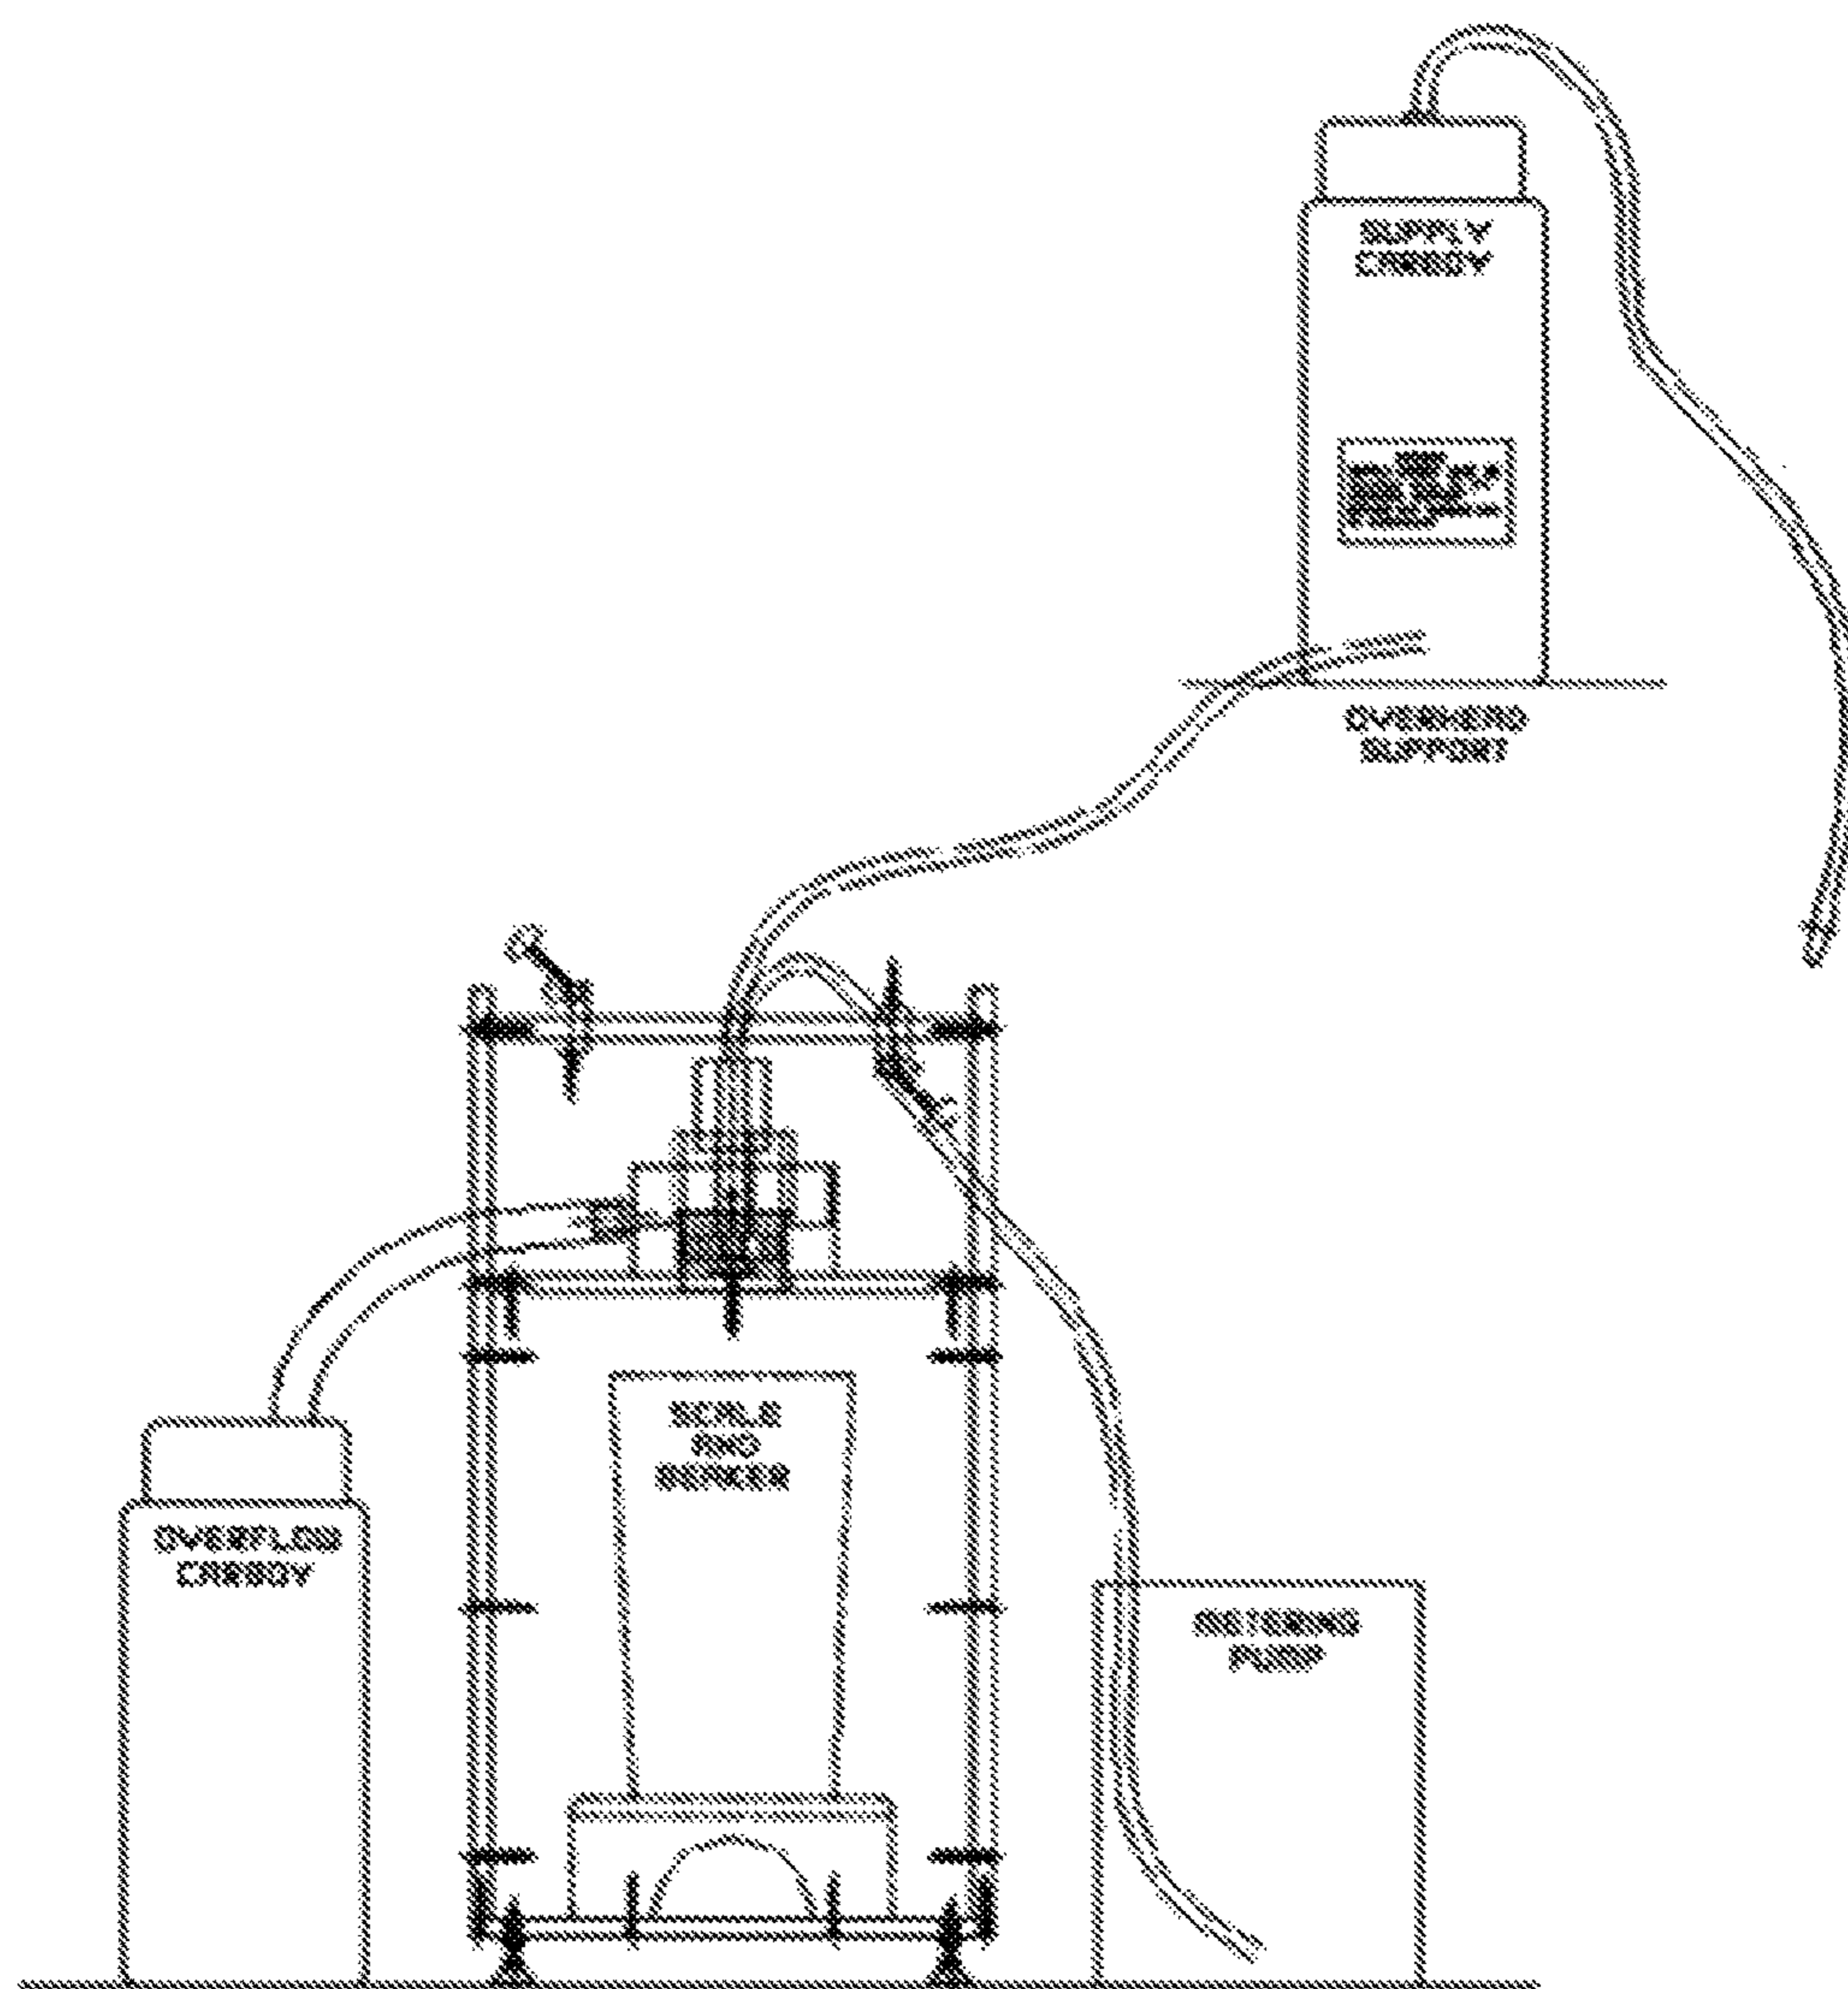 SUPPLY
CARBOY
OVERHEAD
SUPPORT
SCALE
AND
BEAKER
OVERFLOW
CARBOY
METERING
PUMP